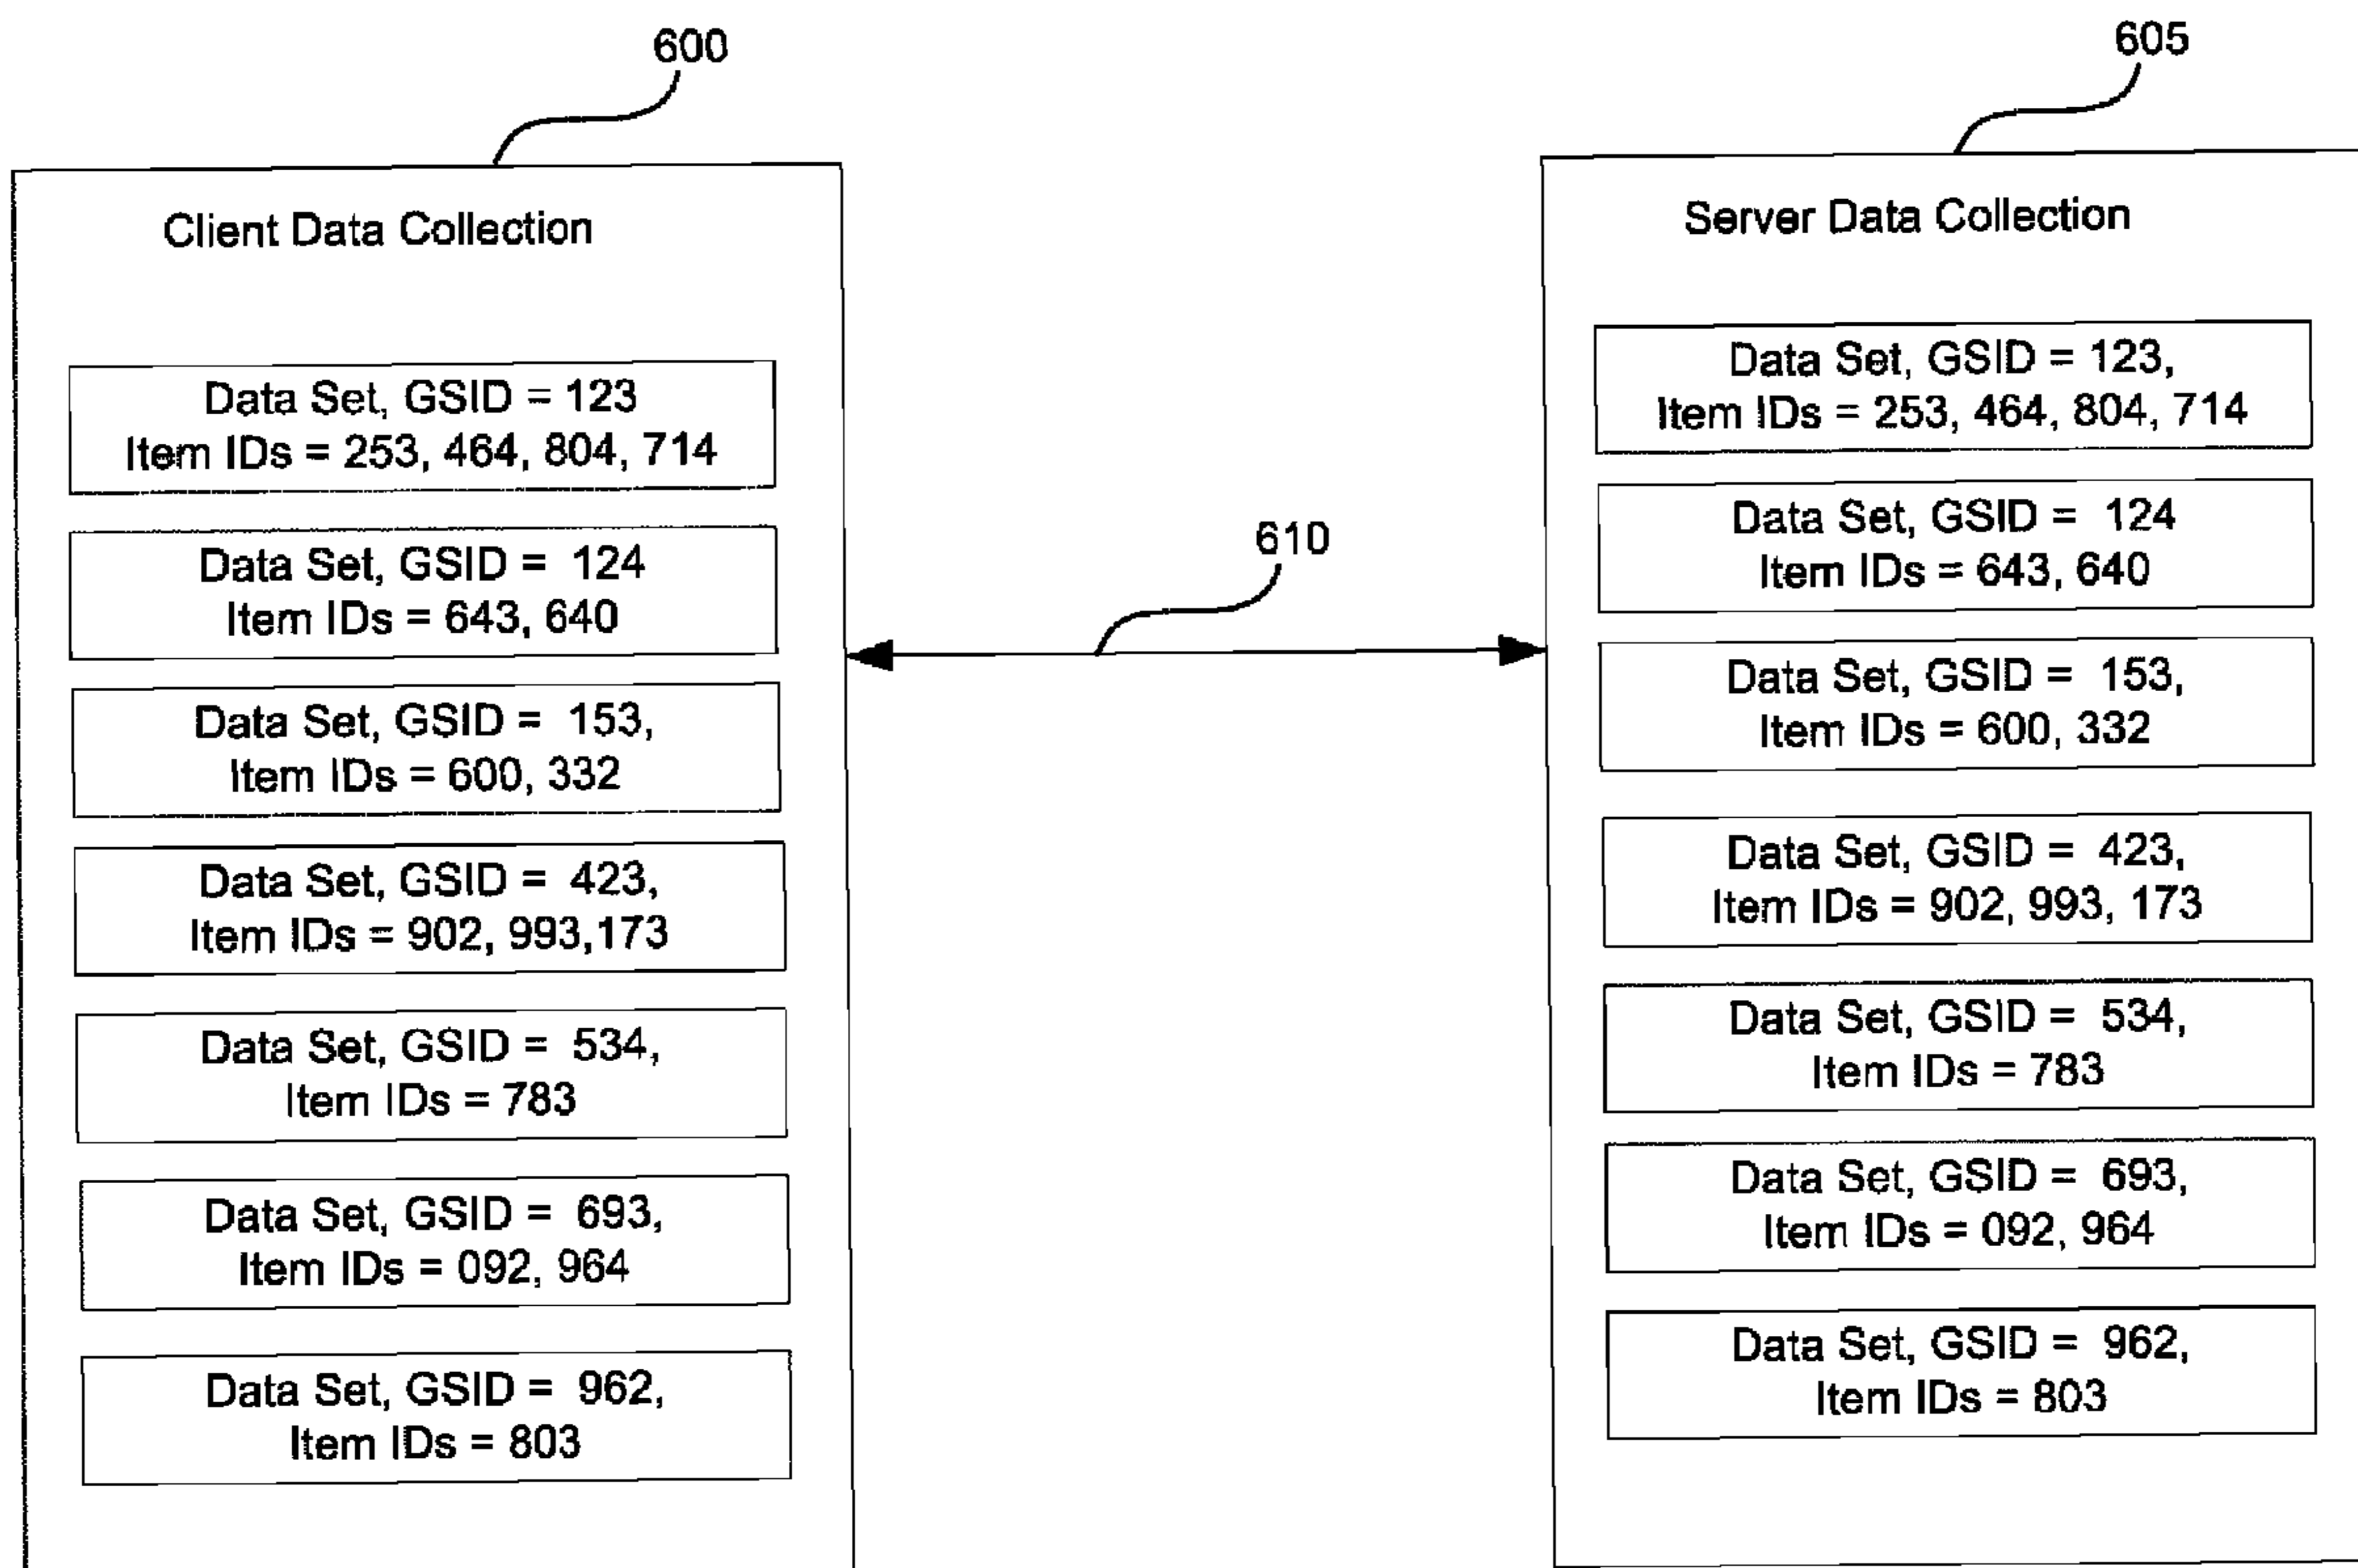 600
605
Client Data Collection
Server Data Collection
Data Set, GSID = 123
Item IDs = 253, 464, 804, 714
Data Set, GSID = 124
Item IDs = 643, 640
Data Set, GSID = 153,
Item IDs = 600, 332
Data Set, GSID = 423,
Item IDs = 902, 993,173
Data Set, GSID = 534,
Item IDs = 783
Data Set, GSID = 693,
Item IDs = 092, 964
Data Set, GSID = 962,
Item IDs = 803
610
Data Set, GSID = 123,
Item IDs = 253, 464, 804, 714
Data Set, GSID = 124
Item IDs = 643, 640
Data Set, GSID = 153,
Item IDs = 600, 332
Data Set, GSID = 423,
Item IDs = 902, 993, 173
Data Set, GSID = 534,
Item IDs = 783
Data Set, GSID = 693,
Item IDs = 092, 964
Data Set, GSID = 962,
Item IDs = 803